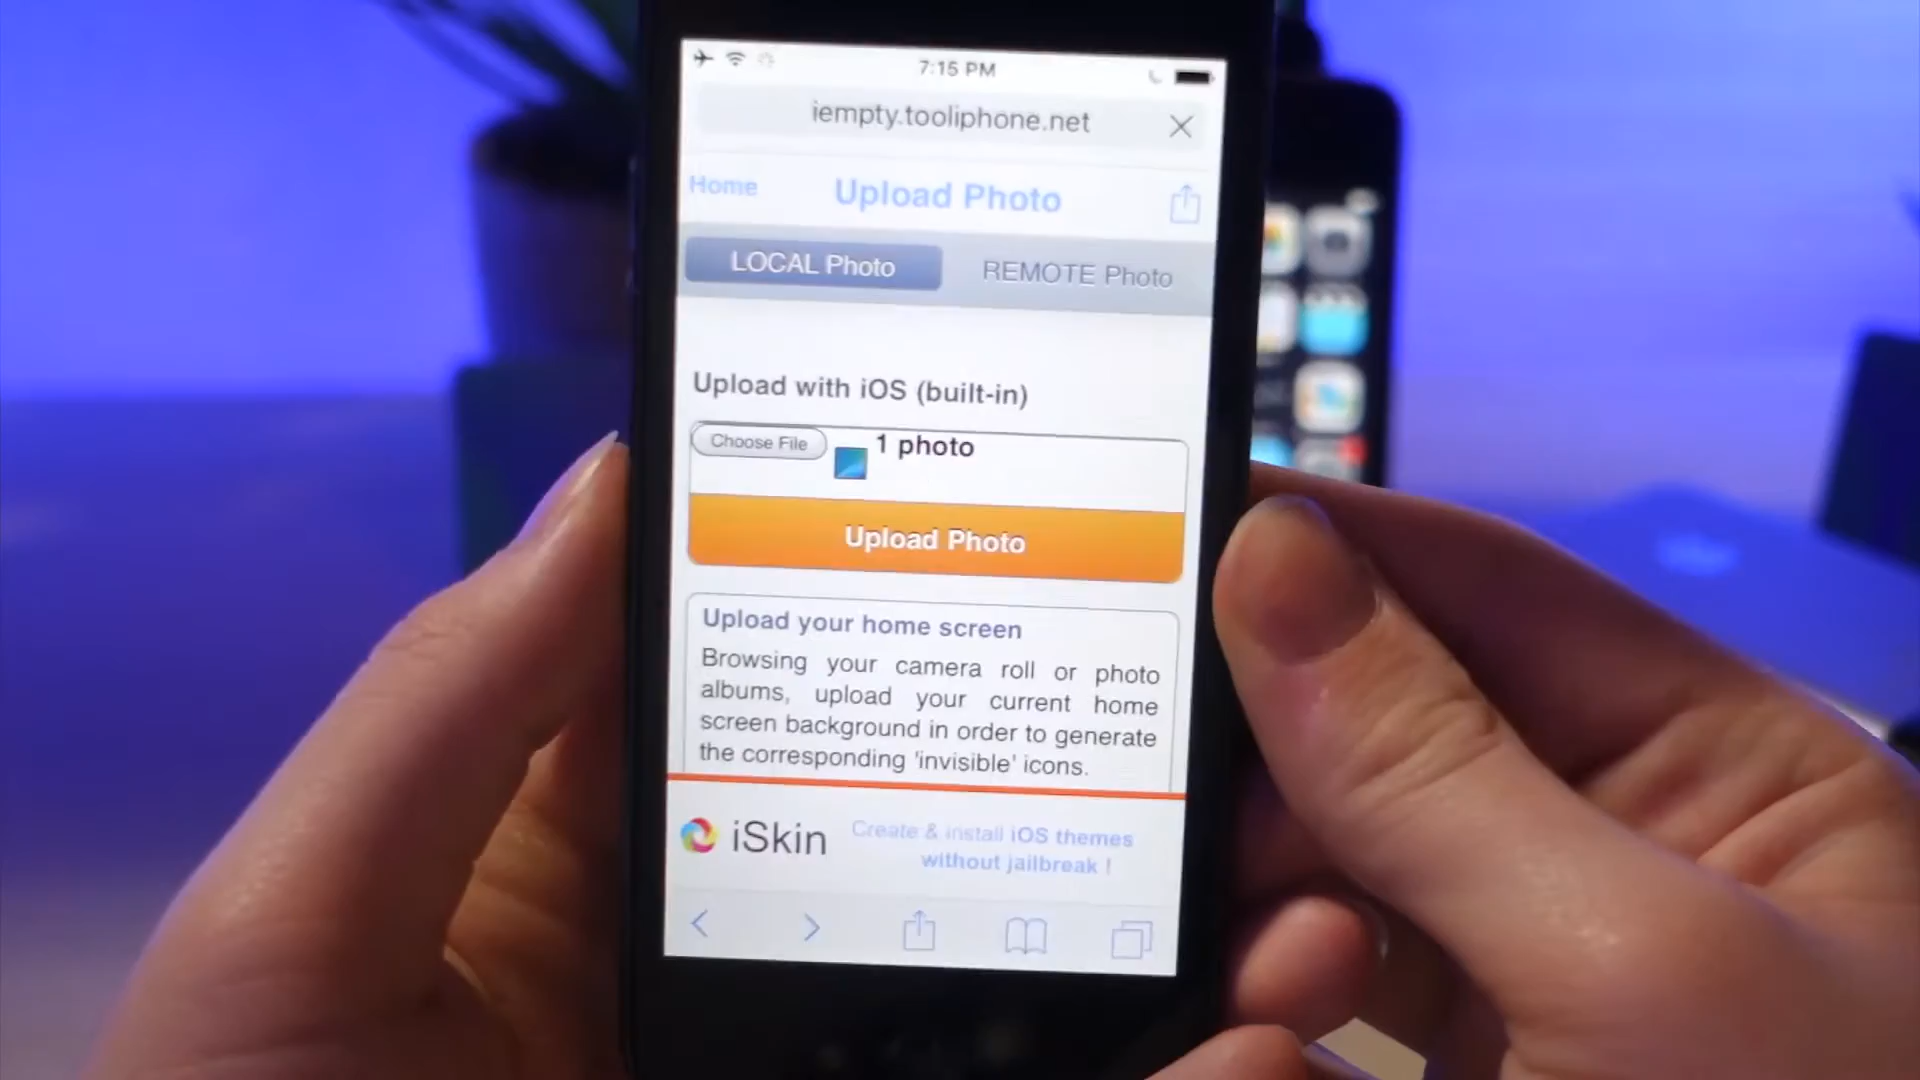 7:15 PM
iempty.tooliphone.net
Home
Upload Photo
LOCAL Photo
REMOTE Photo
Upload with iOS (built-in)
Choose File
1 photo
Upload Photo
Upload your home screen
Browsing your camera roll or photo
albums, upload your current home
screen background in order to generate
the corresponding 'invisible' icons.
iSkin
Create & install iOS themes
without jailbreak !